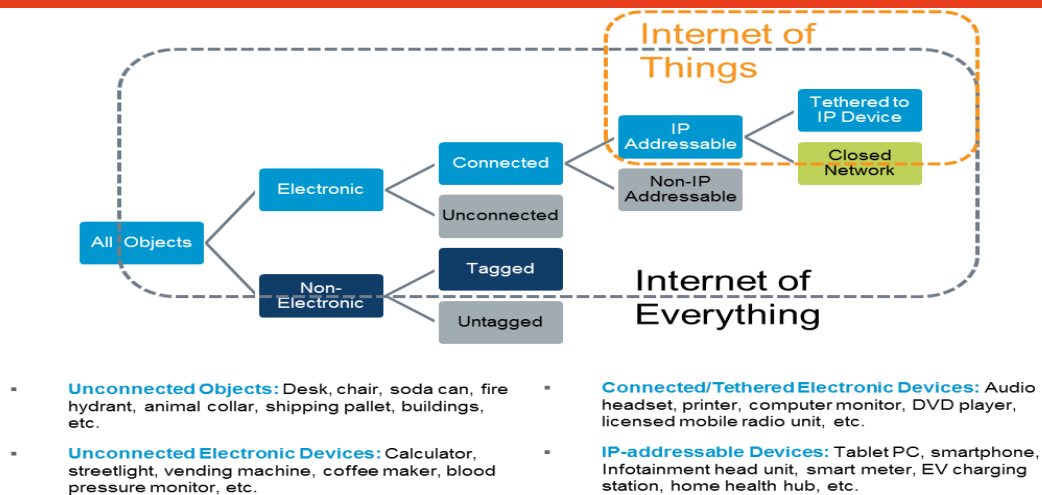 Internet of
Things
Tethered to
IP Device
IP
Addressable
Closed
Network
Connected
Non-IP
Addressable
Electronic
Unconnected
All Objects
Tagged
Non-
Electronic
Internet of
Everything
Untagged
▪ Unconnected Objects: Desk, chair, soda can, fire
hydrant, animal collar, shipping pallet, buildings,
etc.
▪ Unconnected Electronic Devices: Calculator,
streetlight, vending machine, coffee maker, blood
pressure monitor, etc.
▪ Connected/Tethered Electronic Devices: Audio
headset, printer, computer monitor, DVD player,
licensed mobile radio unit, etc.
▪ IP-addressable Devices: Tablet PC, smartphone,
Infotainment head unit, smart meter, EV charging
station, home health hub, etc.